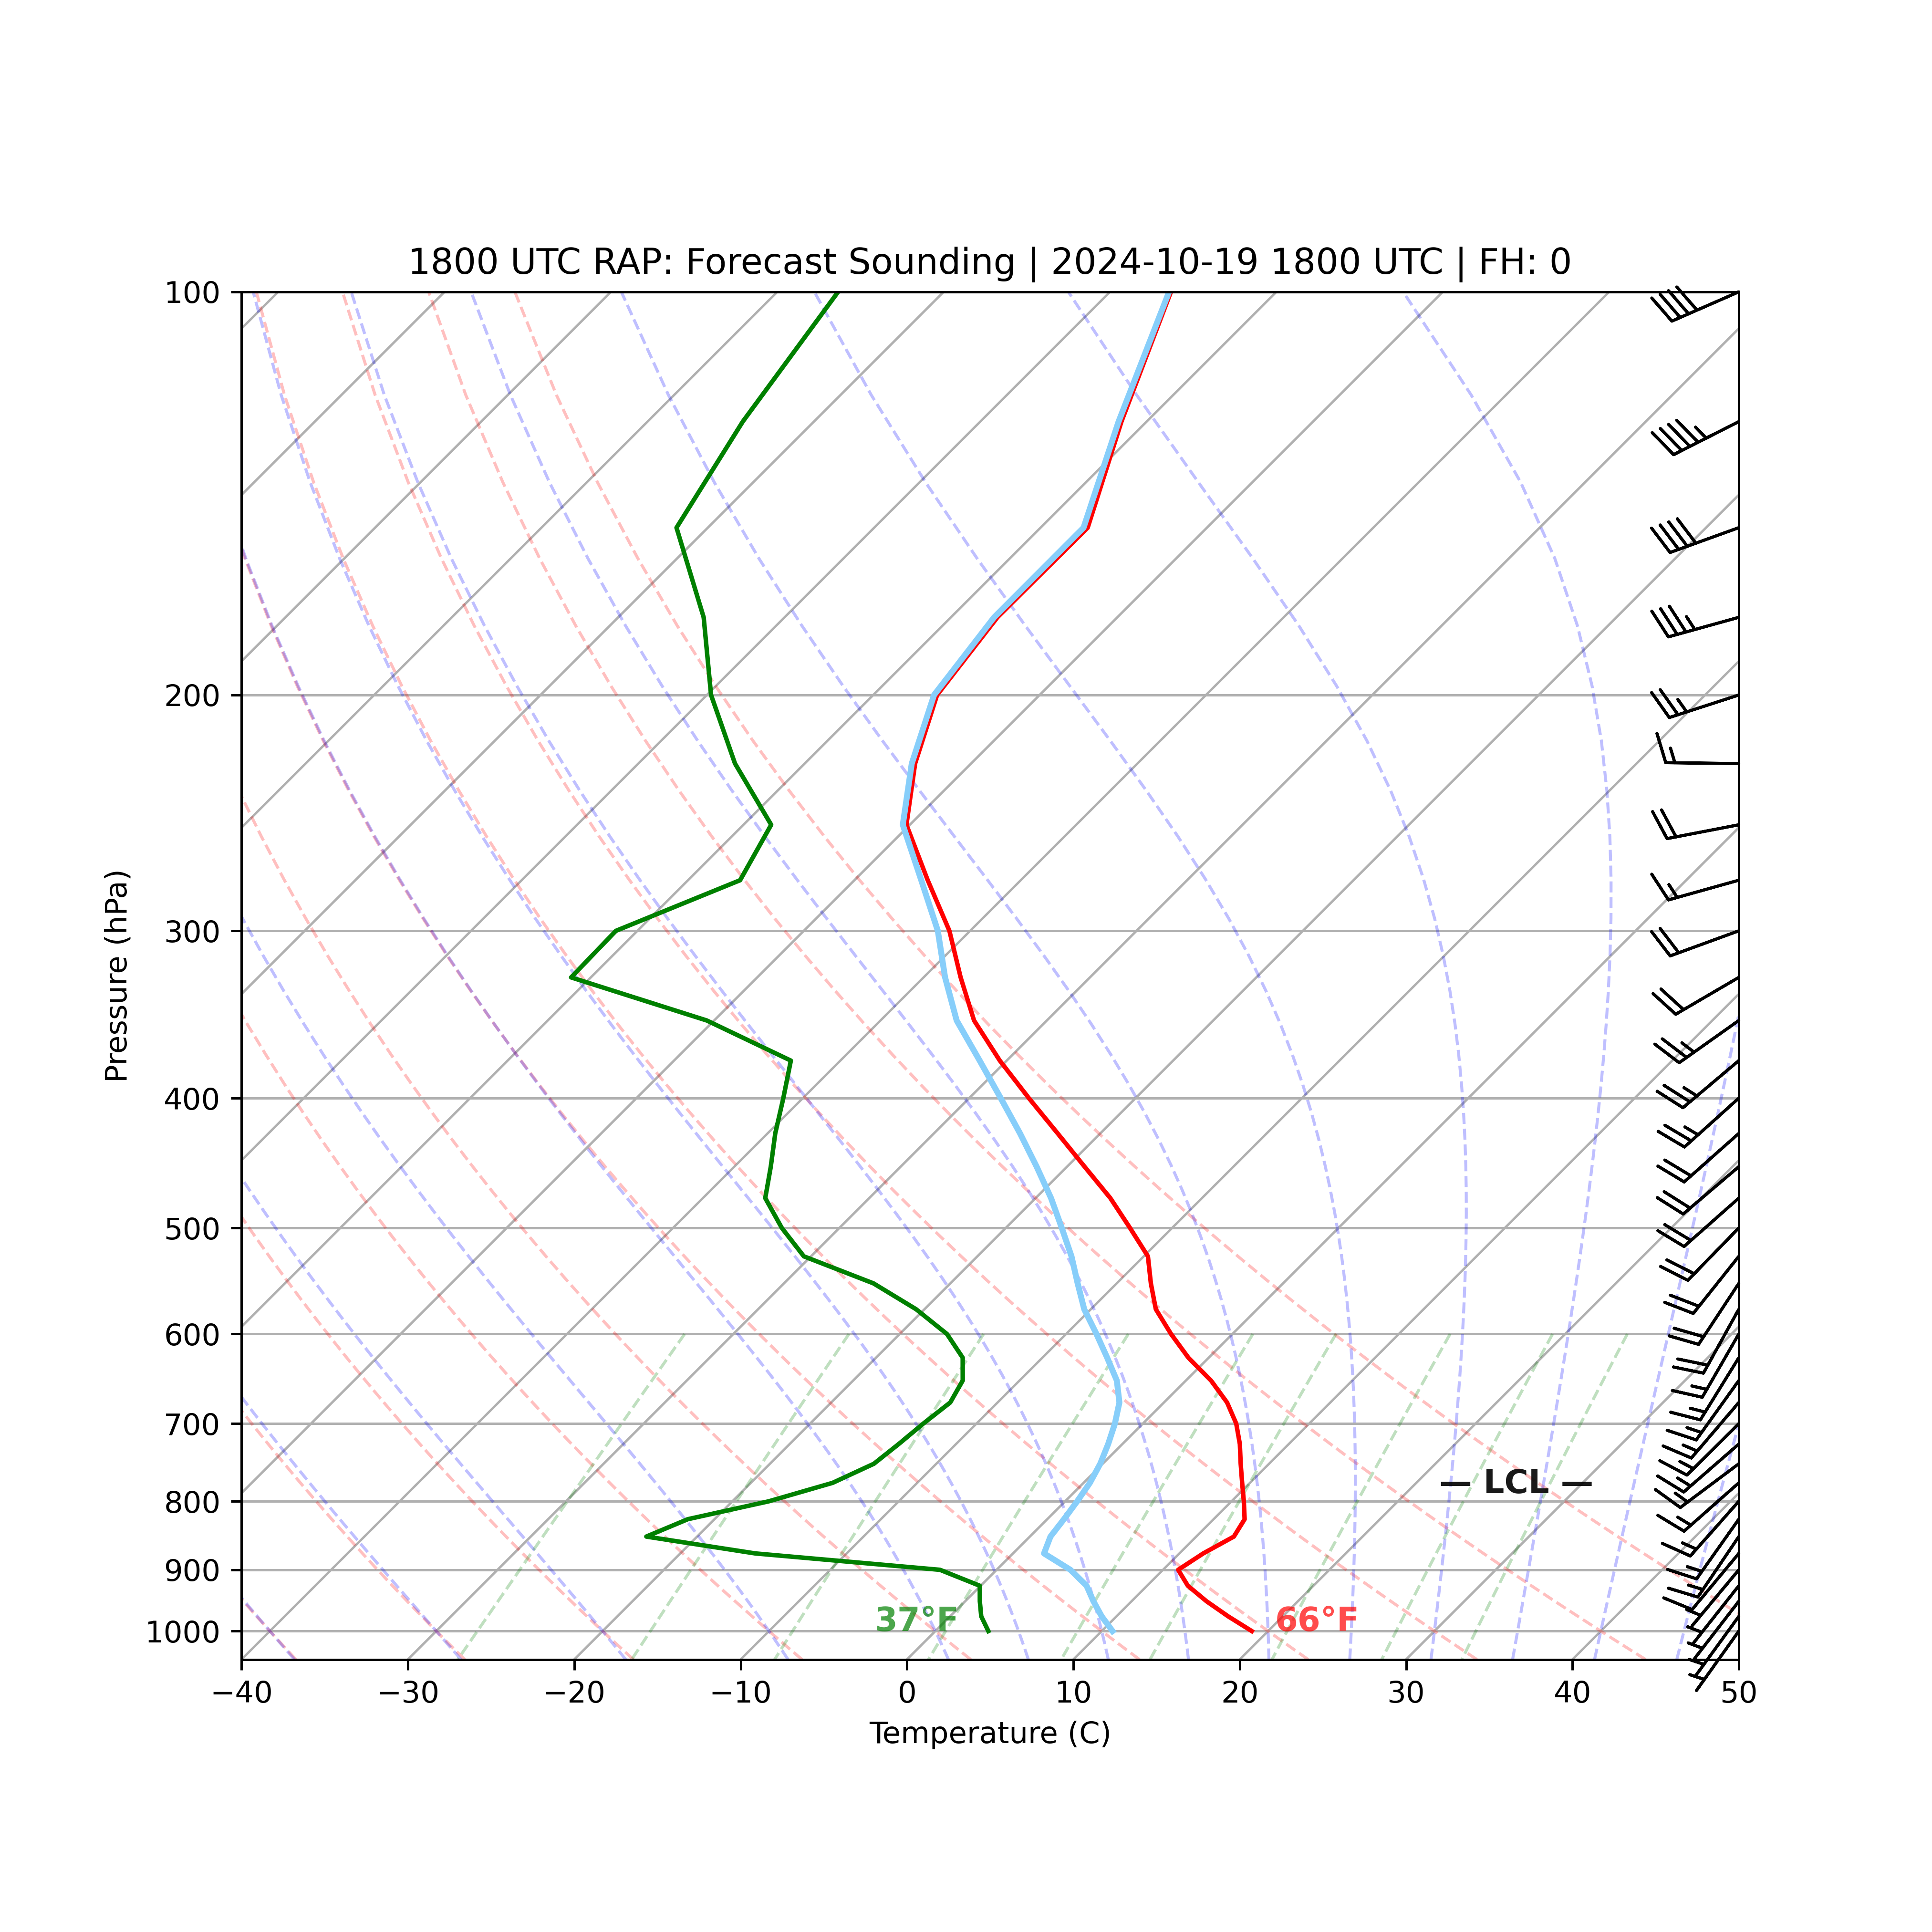 1800 UTC RAP: Forecast Sounding | 2024-10-19 1800 UTC | FH: 0
100
200
300
400
500
600
700
800
900
1000
Pressure (hPa)
— LCL —
37°F
66°F
−40 −30 −20 −10 0 10 20 30 40 50
Temperature (C)